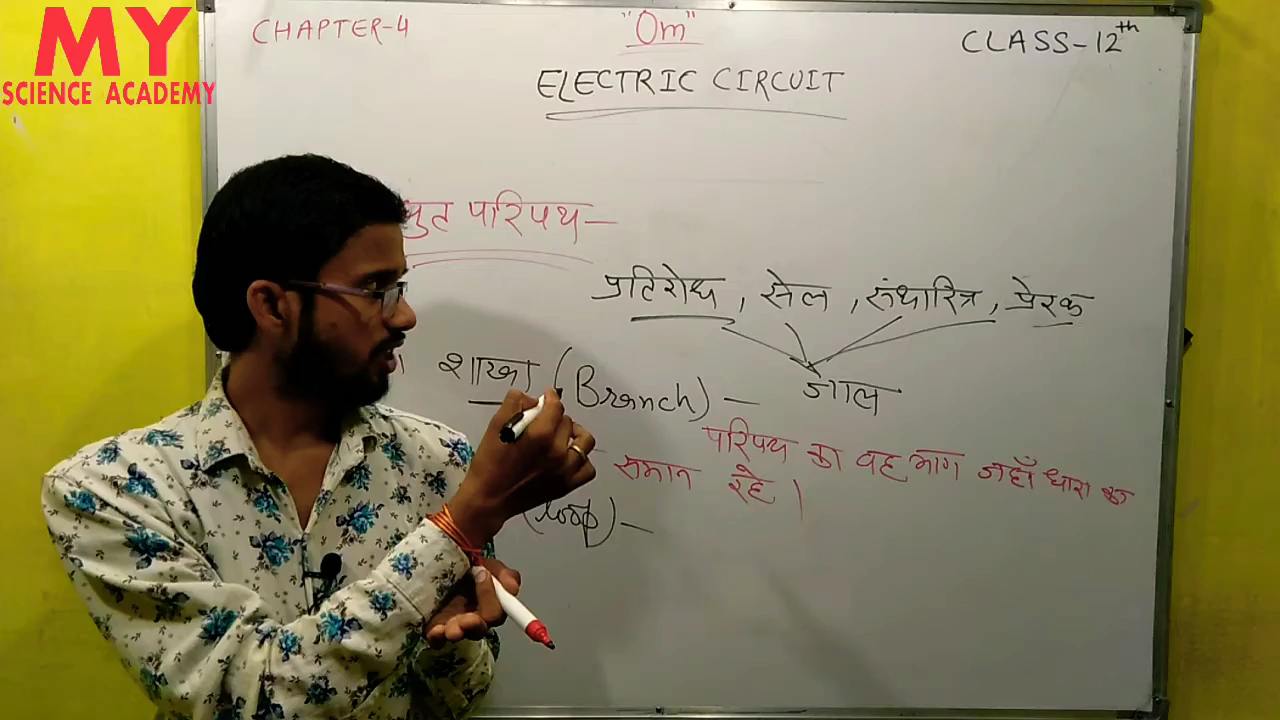 MY
SCIENCE ACADEMY
CHAPTER-4
"Om"
CLASS-12th
ELECTRIC CIRCUIT
परिपथ—
प्रतिरोध, सेल, संधारित्र, प्रेरक
जाल
शाखा (Branch) —
परिपथ का वह भाग जहाँ धारा का
समान रहे।
(Loop) —